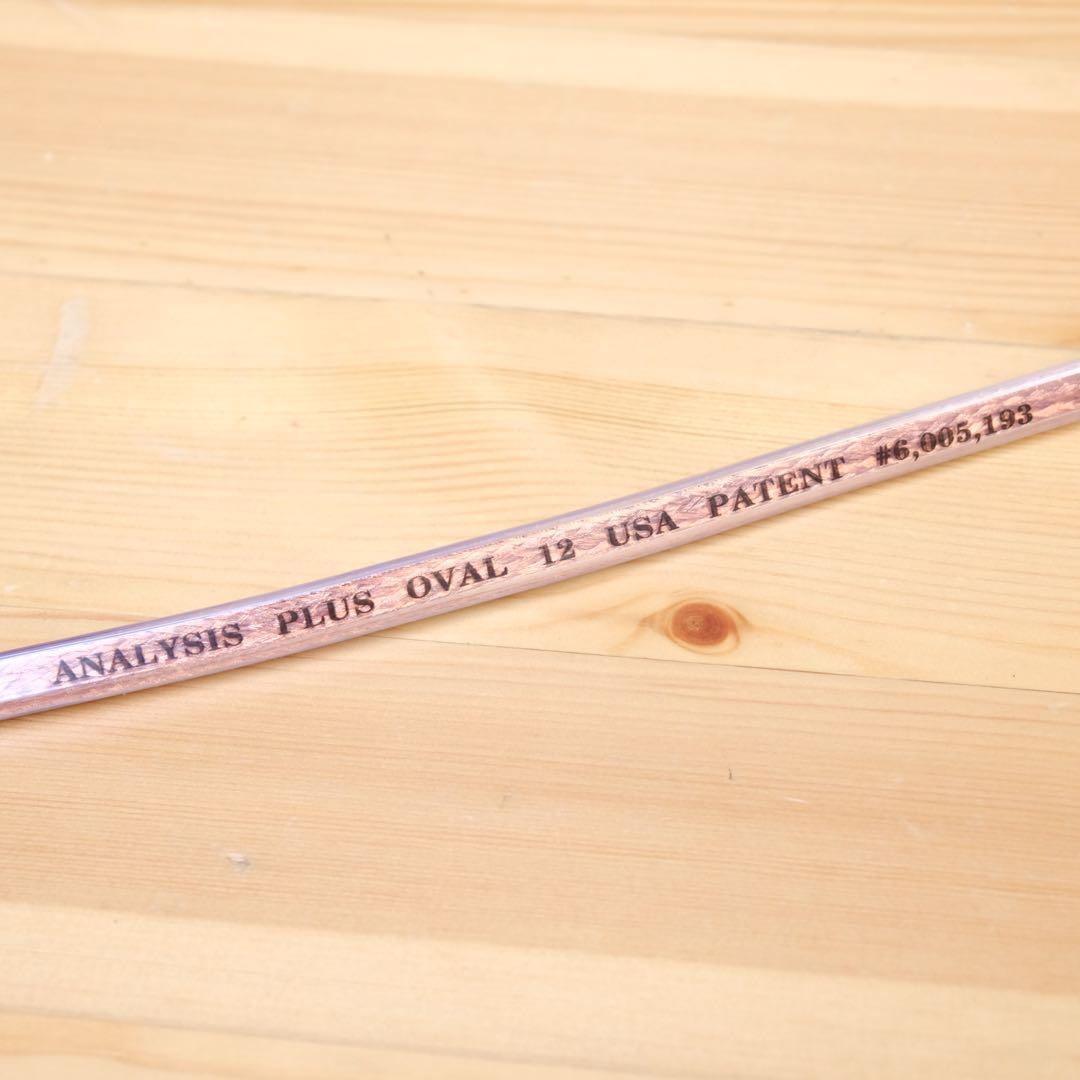 ANALYSIS PLUS OVAL 12 USA PATENT #6,005,193